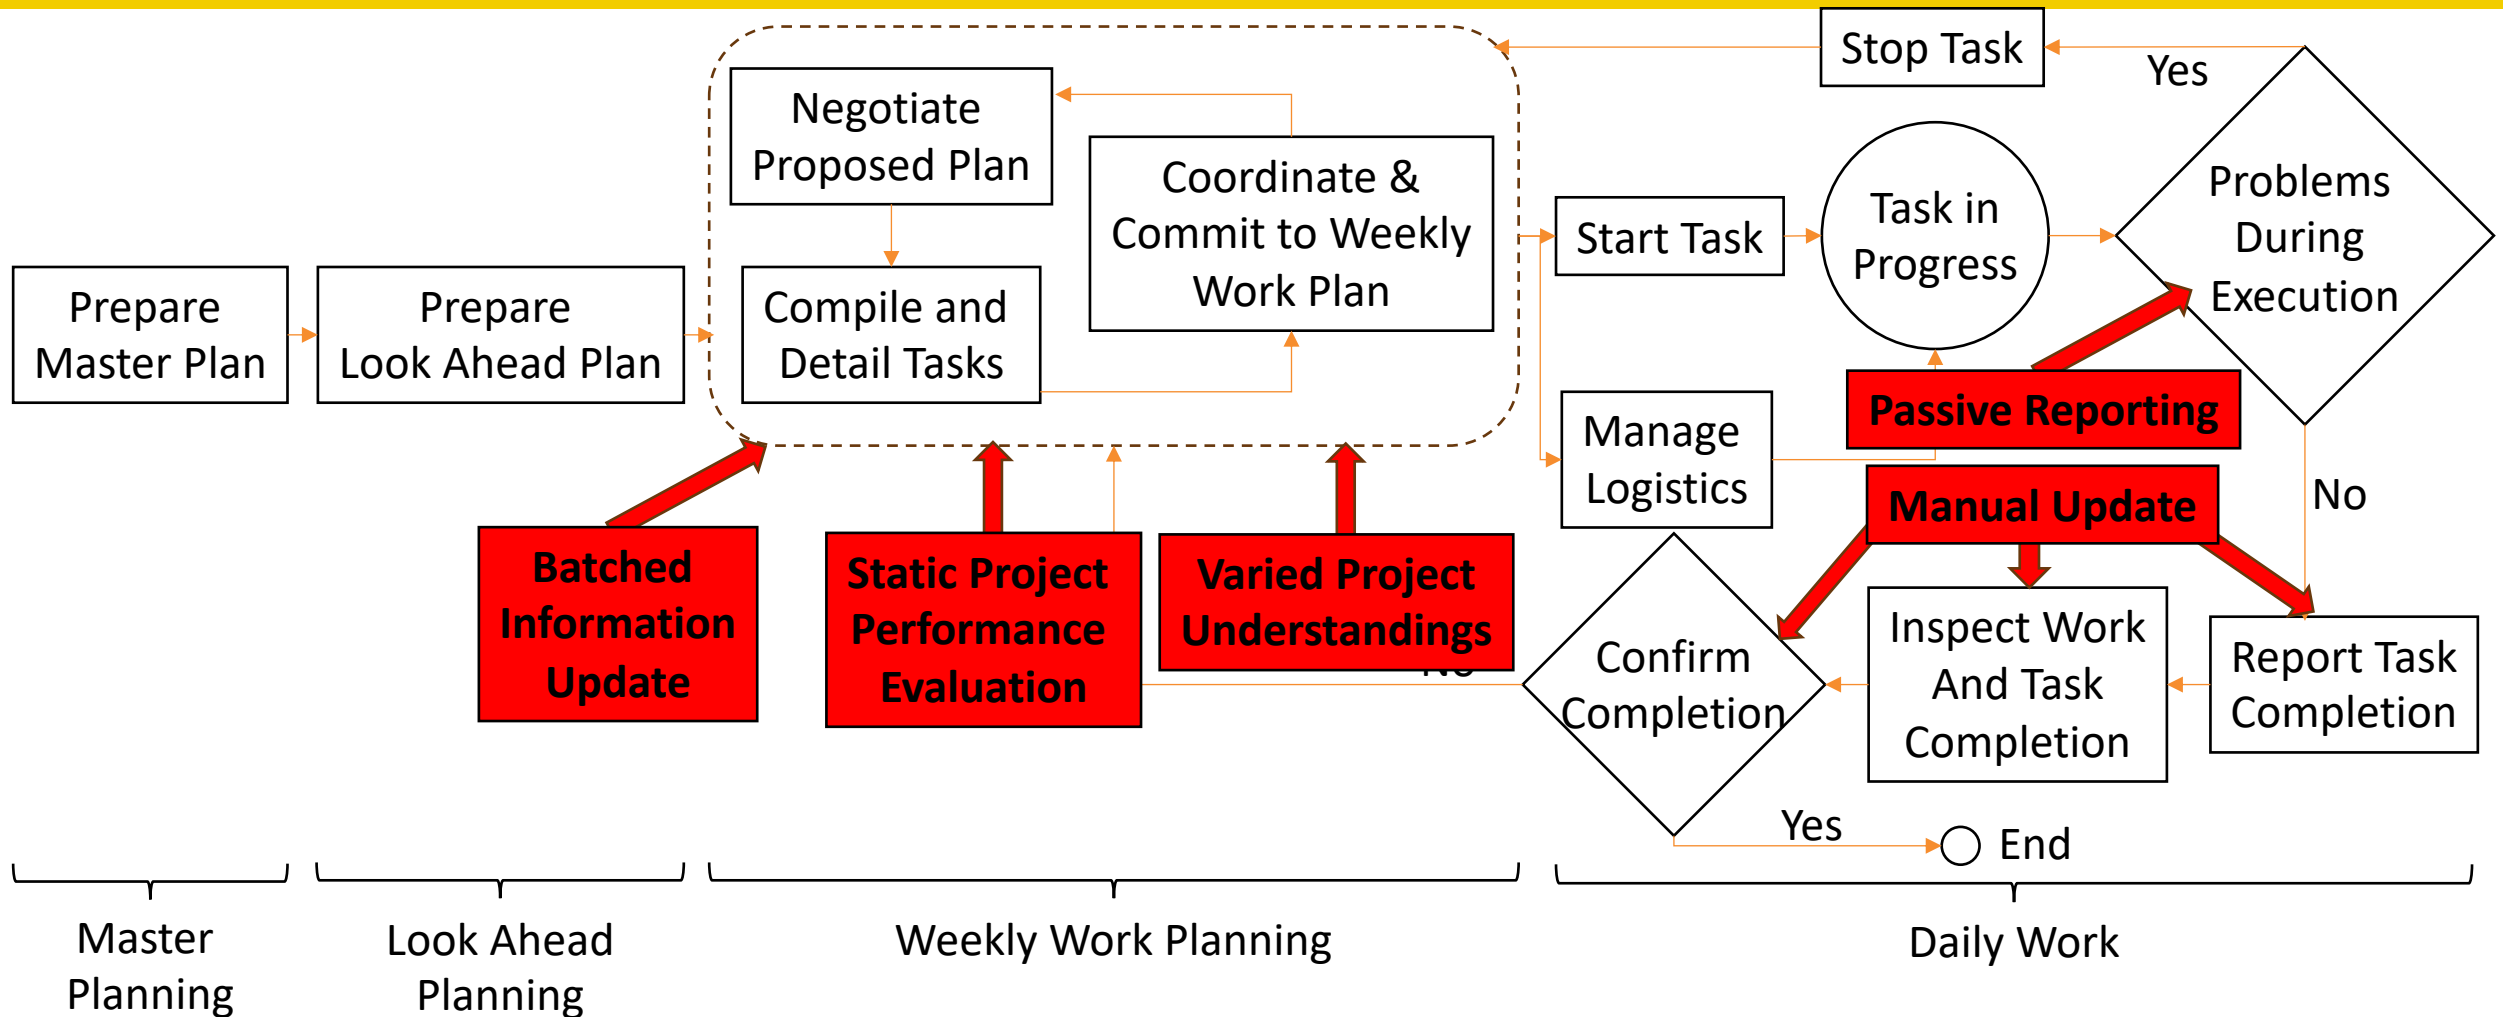 Prepare
Master Plan
Prepare
Look Ahead Plan
Negotiate
Proposed Plan
Compile and
Detail Tasks
Coordinate &
Commit to Weekly
Work Plan
Stop Task
Yes
Start Task
Task in
Progress
Problems
During
Execution
Passive Reporting
Manage
Logistics
Manual Update
No
Batched
Information
Update
Static Project
Performance
Evaluation
Varied Project
Understandings
No
Confirm
Completion
Inspect Work
And Task
Completion
Report Task
Completion
Yes
End
Master
Planning
Look Ahead
Planning
Weekly Work Planning
Daily Work